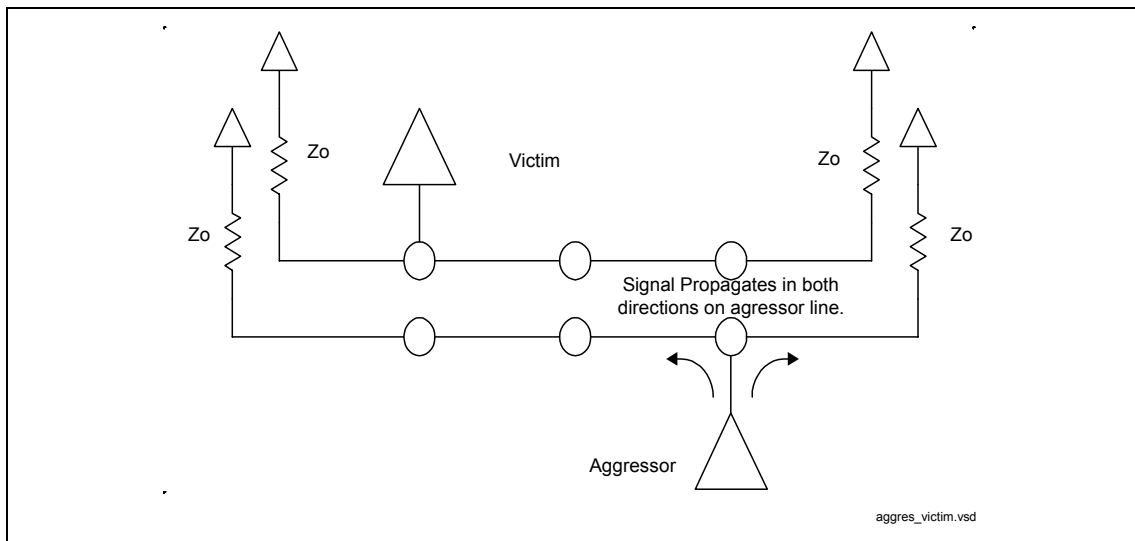 Zo
Victim
Zo
Zo
Zo
Signal Propagates in both
directions on agressor line.
Aggressor
aggres_victim.vsd